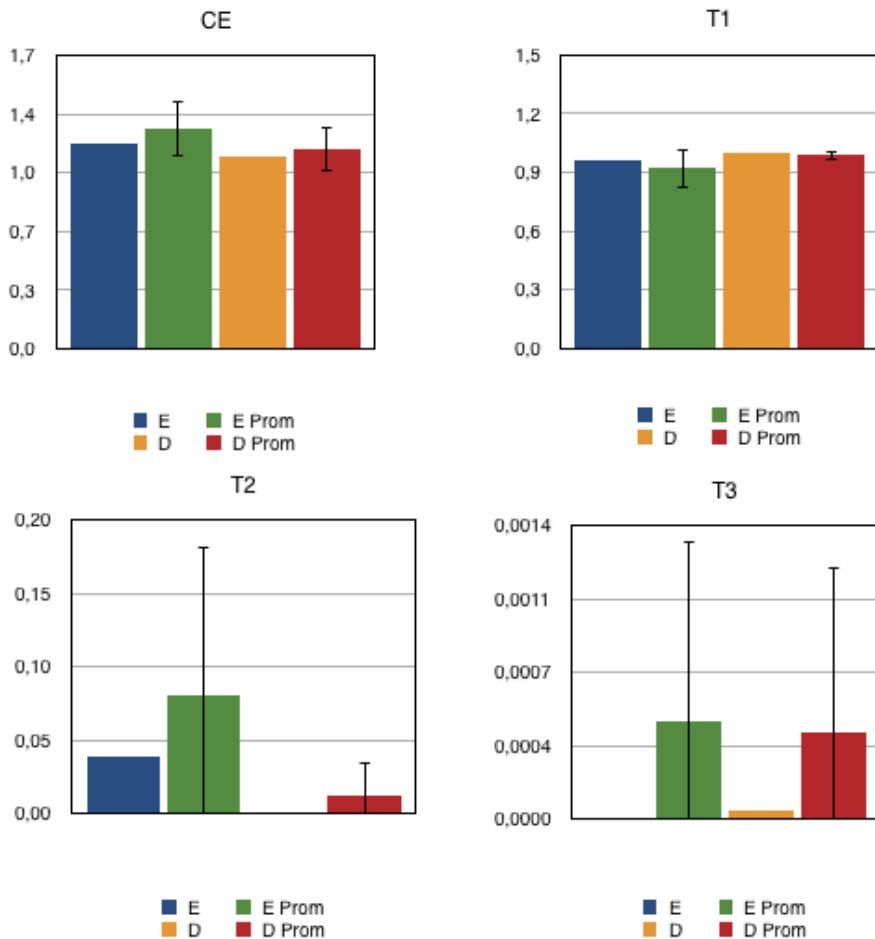 CE
1,7
1,4
1,0
0,7
0,3
0,0
E E Prom
D D Prom
T1
1,5
1,2
0,9
0,6
0,3
0,0
E E Prom
D D Prom
T2
0,20
0,15
0,10
0,05
0,00
E E Prom
D D Prom
T3
0,0014
0,0011
0,0007
0,0004
0,0000
E E Prom
D D Prom